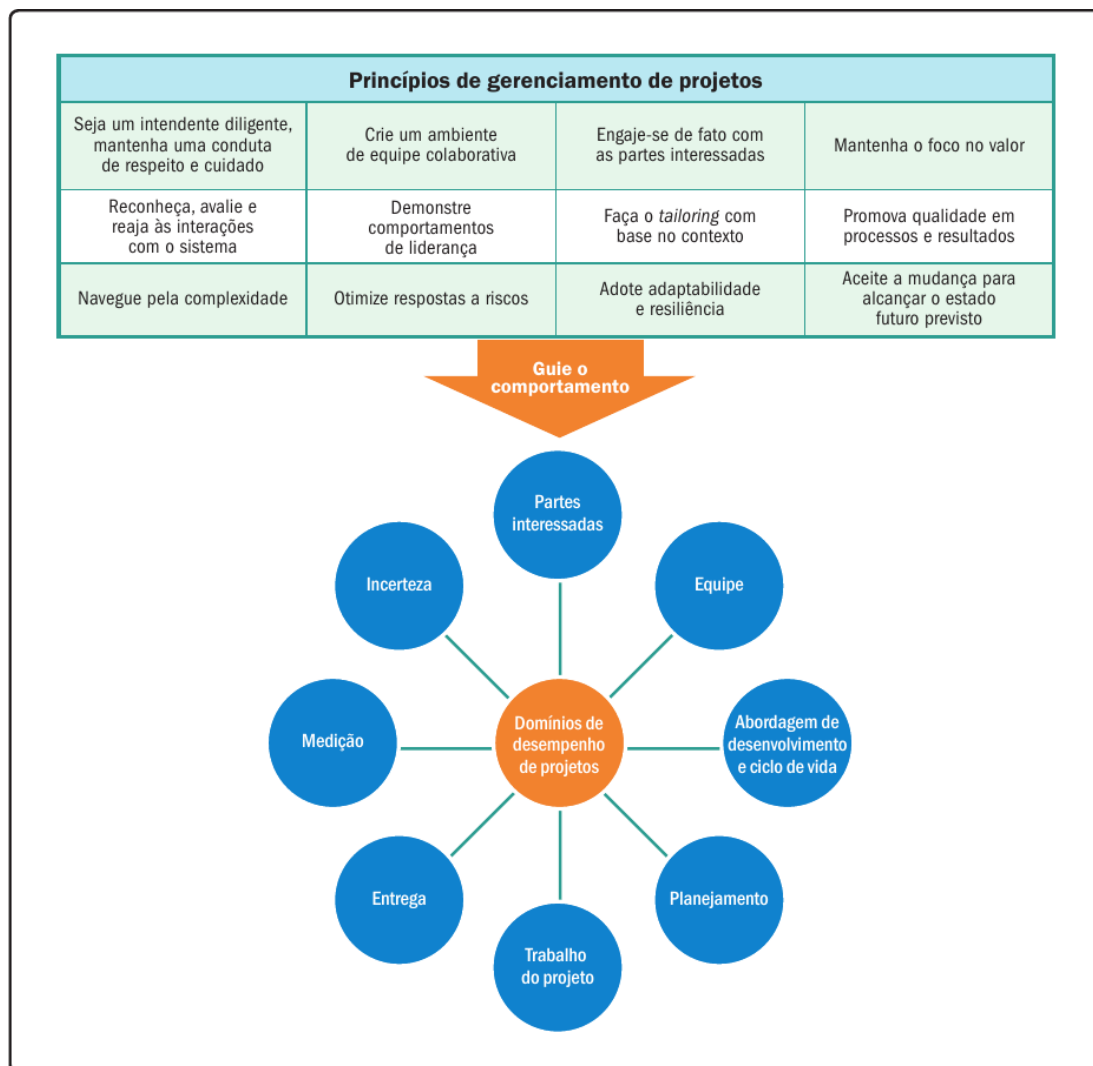 Princípios de gerenciamento de projetos
Seja um intendente diligente,
mantenha uma conduta
de respeito e cuidado
Crie um ambiente
de equipe colaborativa
Engaje-se de fato com
as partes interessadas
Mantenha o foco no valor
Reconheça, avalie e
reaja às interações
com o sistema
Demonstre
comportamentos
de liderança
Faça o tailoring com
base no contexto
Promova qualidade em
processos e resultados
Navegue pela complexidade
Otimize respostas a riscos
Adote adaptabilidade
e resiliência
Aceite a mudança para
alcançar o estado
futuro previsto
Guie o
comportamento
Partes
interessadas
Incerteza
Equipe
Medição
Domínios de
desempenho
de projetos
Abordagem de
desenvolvimento
e ciclo de vida
Entrega
Planejamento
Trabalho
do projeto